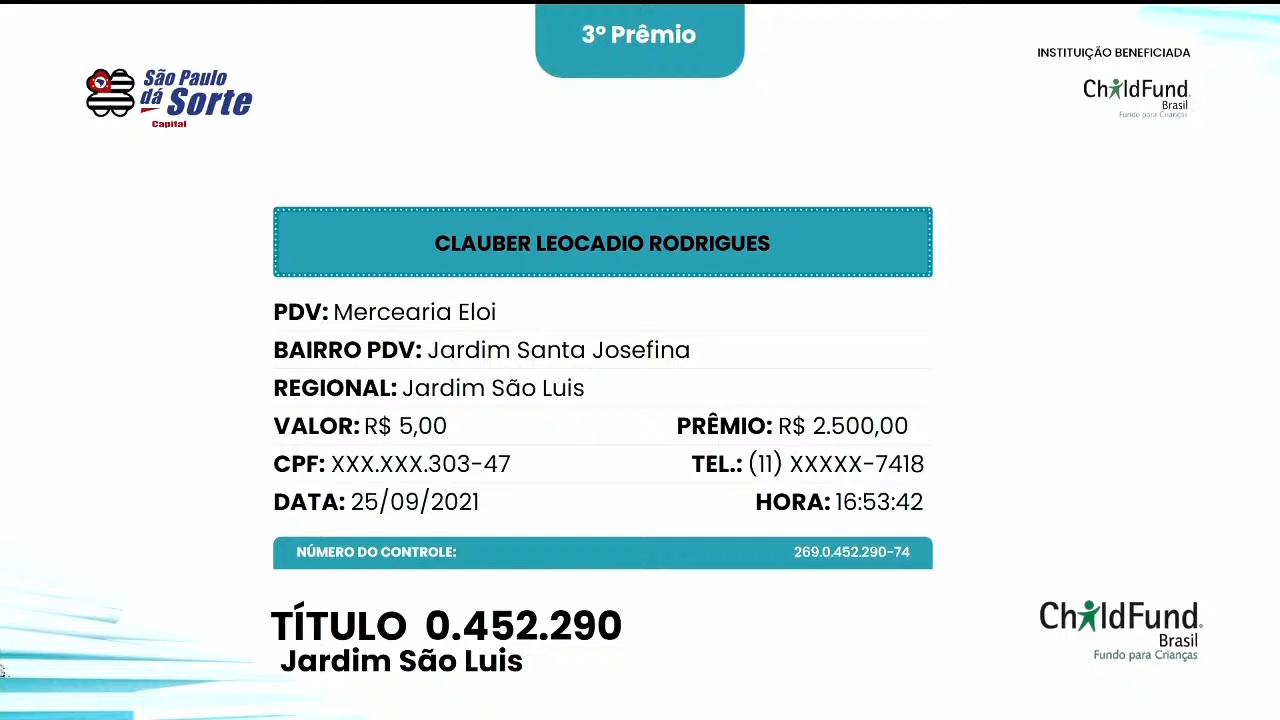 3º Prêmio
INSTITUIÇÃO BENEFICIADA
São Paulo
dá Sorte
Capital
ChildFund
Brasil
Fundo para Crianças
CLAUBER LEOCADIO RODRIGUES
PDV: Mercearia Eloi
BAIRRO PDV: Jardim Santa Josefina
REGIONAL: Jardim São Luis
VALOR: R$ 5,00 PRÊMIO: R$ 2.500,00
CPF: XXX.XXX.303-47 TEL.: (11) XXXXX-7418
DATA: 25/09/2021 HORA: 16:53:42
NÚMERO DO CONTROLE: 269.0.452.290-74
TÍTULO 0.452.290
Jardim São Luis
ChildFund
Brasil
Fundo para Crianças